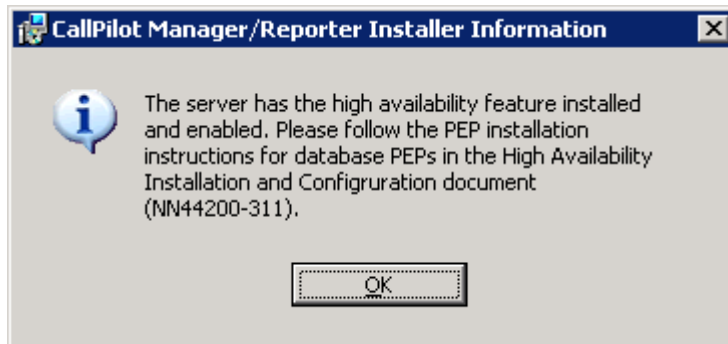 CallPilot Manager/Reporter Installer Information
The server has the high availability feature installed
and enabled. Please follow the PEP installation
instructions for database PEPs in the High Availability
Installation and Configruration document
(NN44200-311).
OK